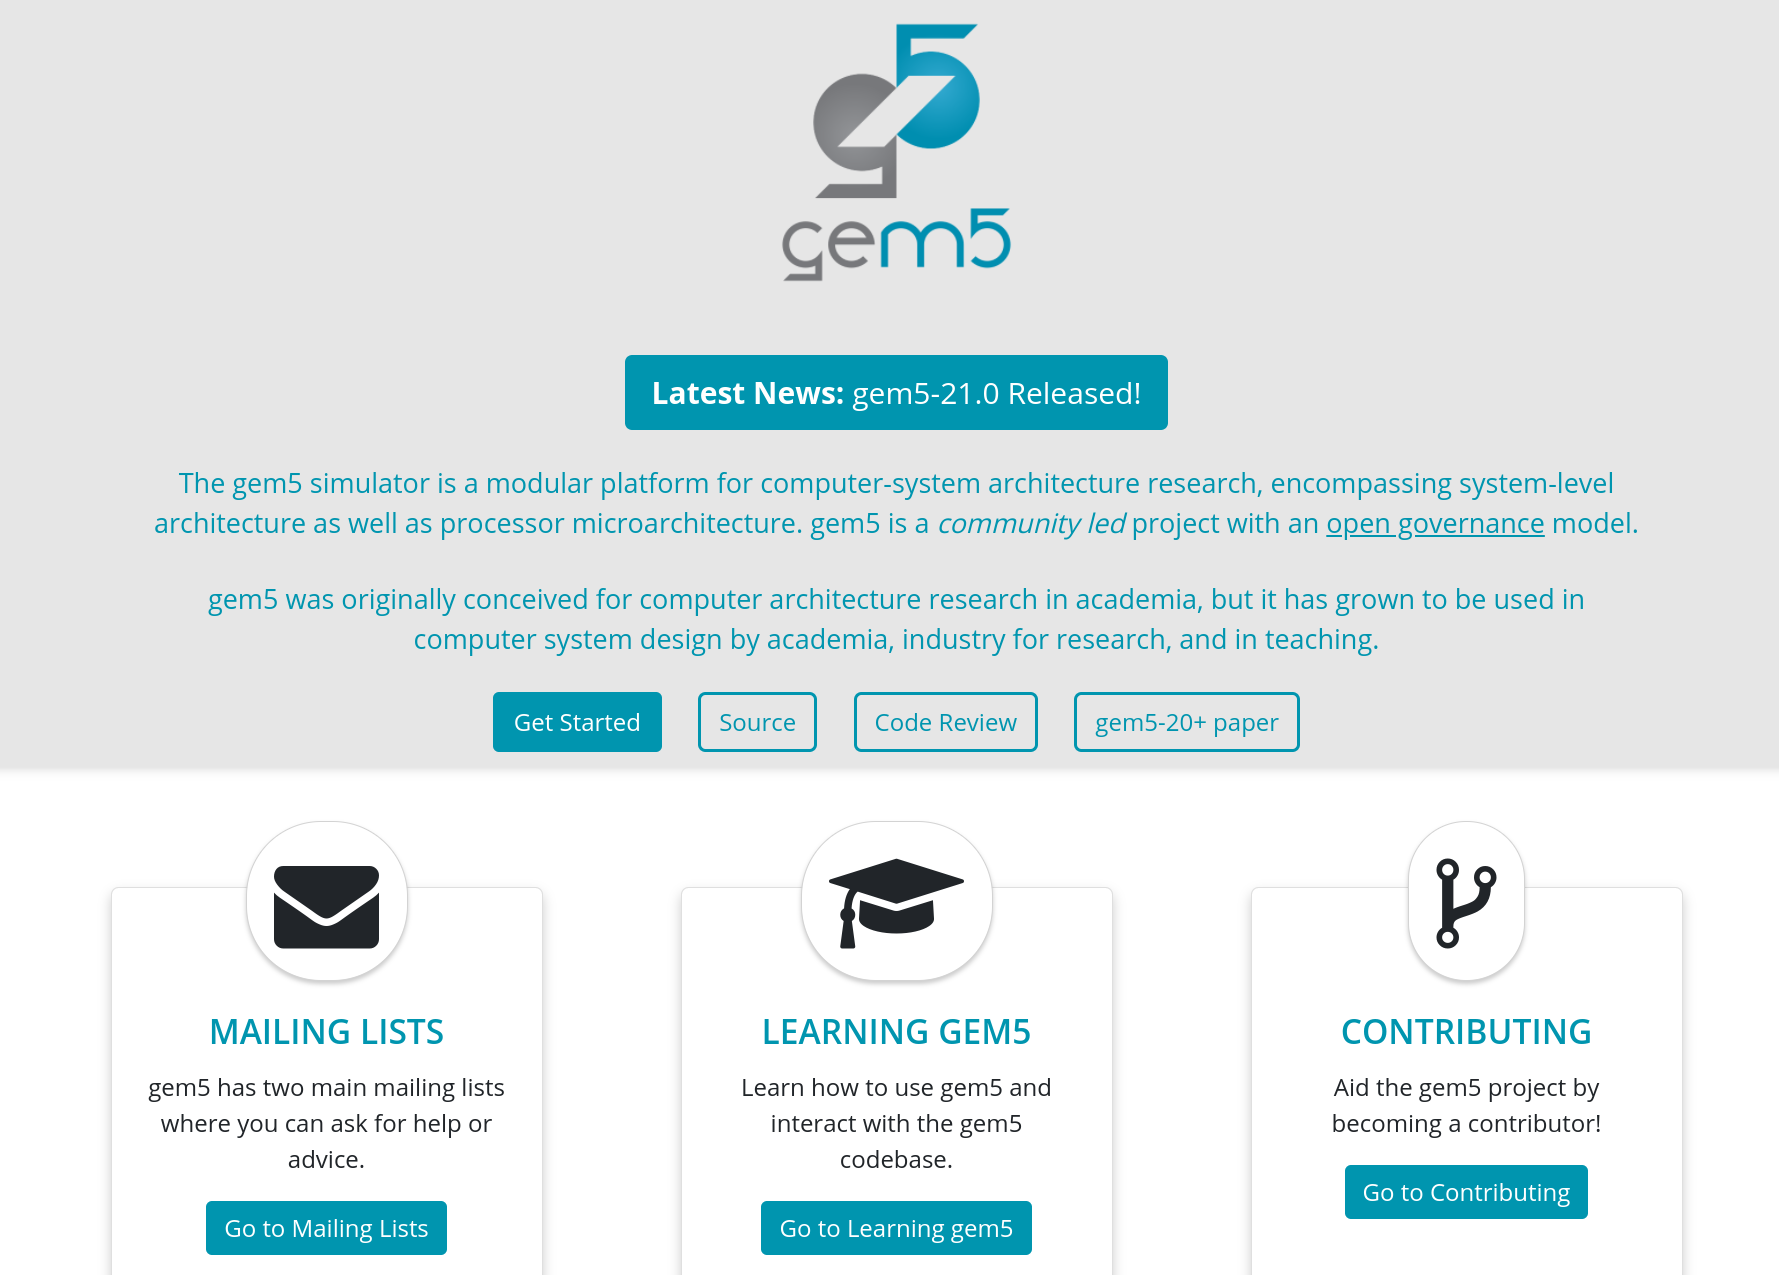 g5
gem5
Latest News: gem5-21.0 Released!
The gem5 simulator is a modular platform for computer-system architecture research, encompassing system-level
architecture as well as processor microarchitecture. gem5 is a community led project with an open governance model.
gem5 was originally conceived for computer architecture research in academia, but it has grown to be used in
computer system design by academia, industry for research, and in teaching.
Get Started
Source
Code Review
gem5-20+ paper
MAILING LISTS
gem5 has two main mailing lists
where you can ask for help or
advice.
Go to Mailing Lists
LEARNING GEM5
Learn how to use gem5 and
interact with the gem5
codebase.
Go to Learning gem5
CONTRIBUTING
Aid the gem5 project by
becoming a contributor!
Go to Contributing